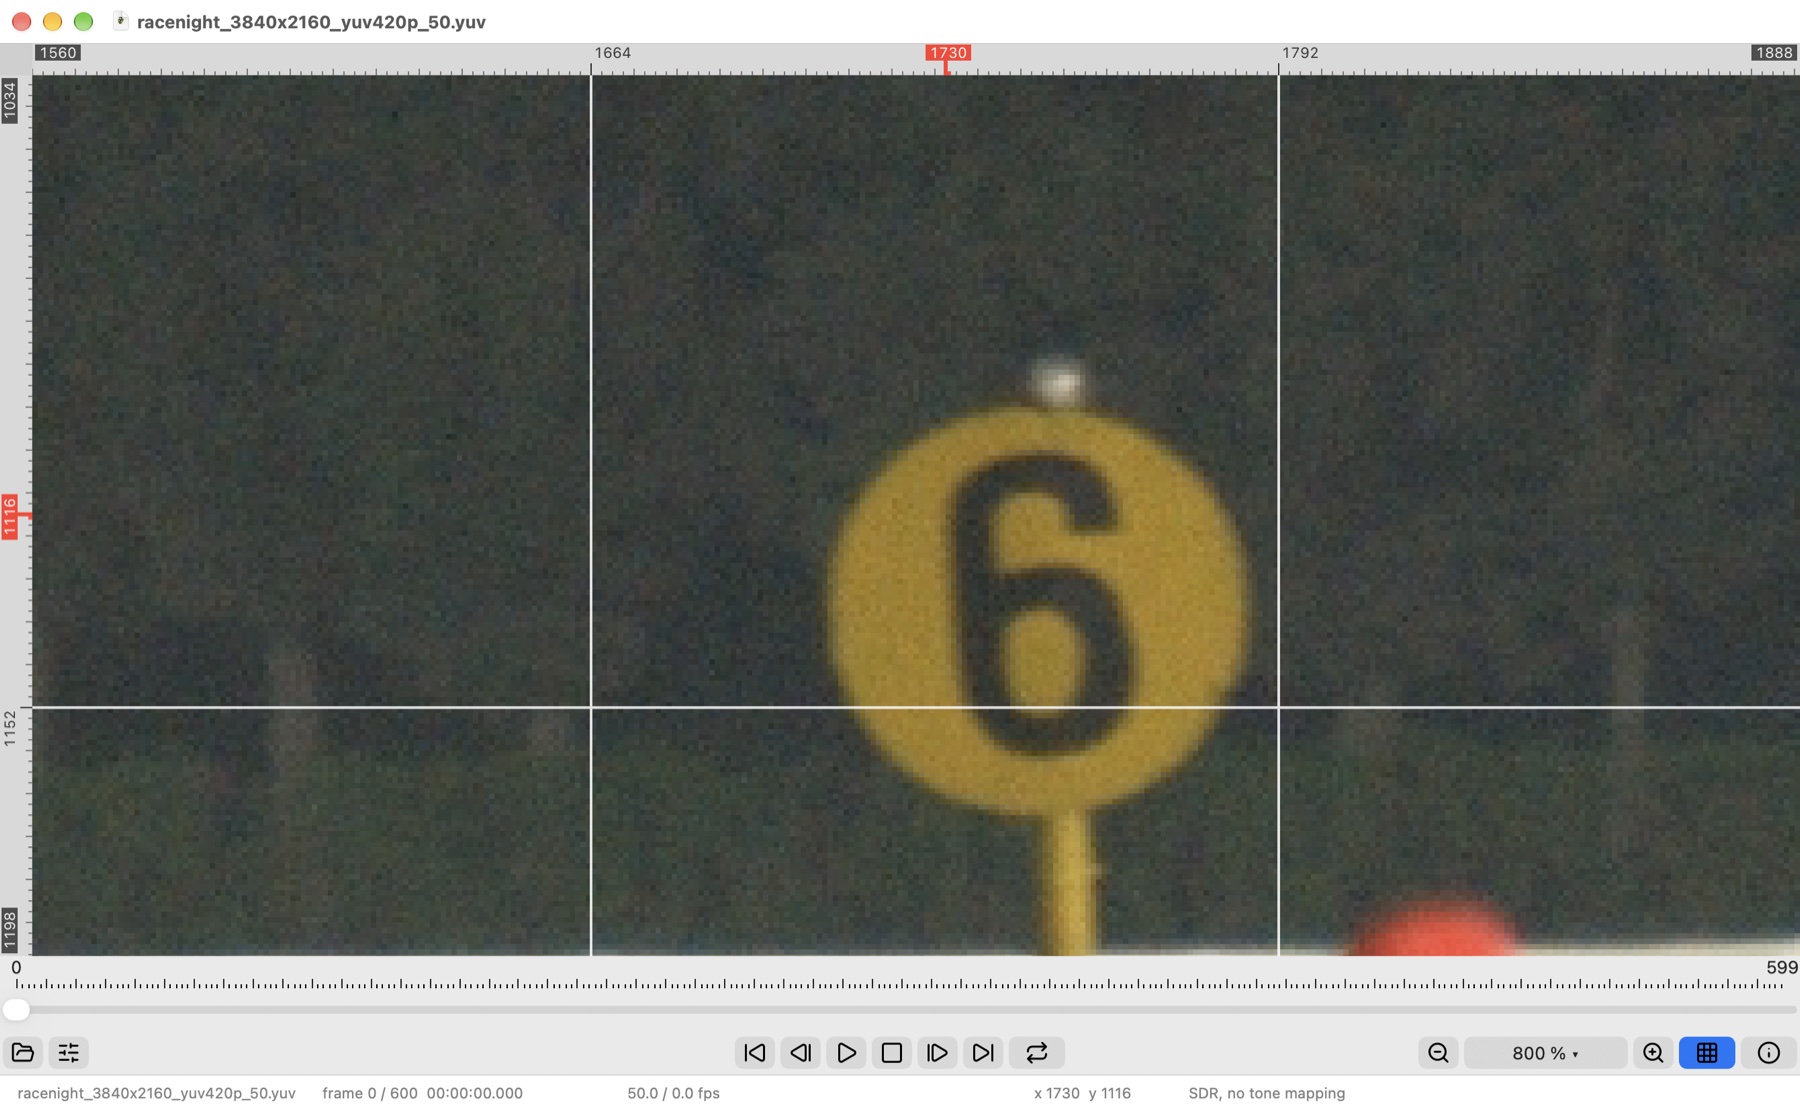 racenight_3840x2160_yuv420p_50.yuv
1560 1664 1730 1792 1888
1034
1116
1152
1198
6
0 599
800 %
racenight_3840x2160_yuv420p_50.yuv frame 0 / 600 00:00:00.000 50.0 / 0.0 fps x 1730 y 1116 SDR, no tone mapping